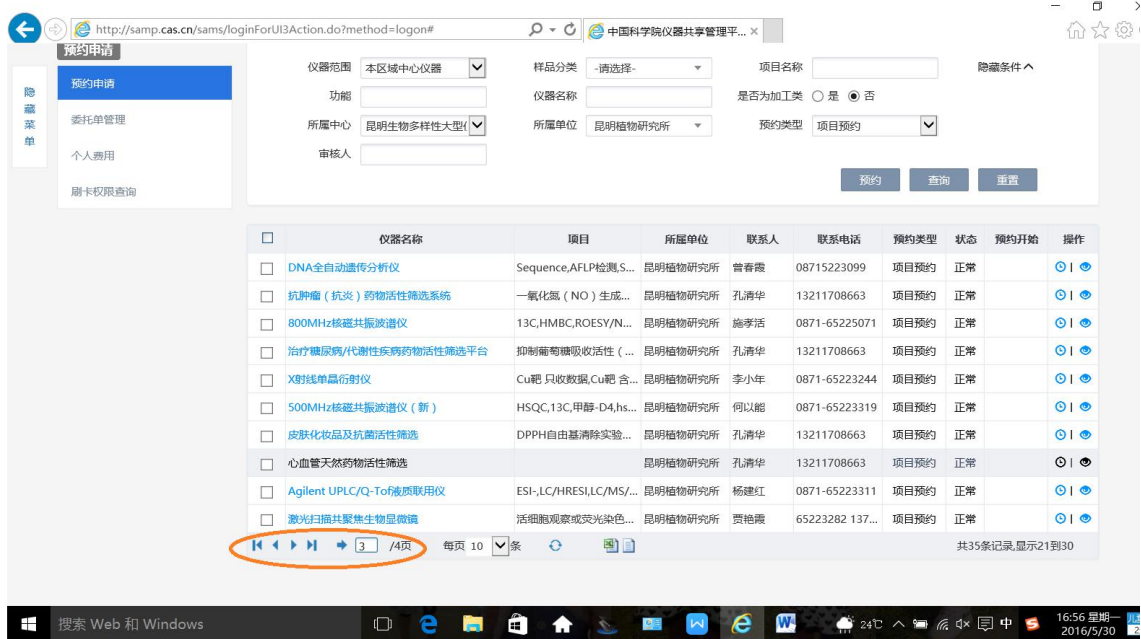 http://samp.cas.cn/sams/loginForUI3Action.do?method=logon#
中国科学院仪器共享管理平...
预约申请
隐藏菜单
预约申请
委托单管理
个人费用
刷卡权限查询
仪器范围 本区域中心仪器 样品分类 -请选择- 项目名称 隐藏条件
功能 仪器名称 是否为加工类 是 否
所属中心 昆明生物多样性大型( 所属单位 昆明植物研究所 预约类型 项目预约
审核人
预约 查询 重置
仪器名称 项目 所属单位 联系人 联系电话 预约类型 状态 预约开始 操作
DNA全自动遗传分析仪 Sequence,AFLP检测,S... 昆明植物研究所 曾春霞 08715223099 项目预约 正常
抗肿瘤(抗炎)药物活性筛选系统 一氧化氮(NO)生成... 昆明植物研究所 孔清华 13211708663 项目预约 正常
800MHz核磁共振波谱仪 13C,HMBC,ROESY/N... 昆明植物研究所 施孝活 0871-65225071 项目预约 正常
治疗糖尿病/代谢性疾病药物活性筛选平台 抑制葡萄糖吸收活性(... 昆明植物研究所 孔清华 13211708663 项目预约 正常
X射线单晶衍射仪 Cu靶 只收数据,Cu靶 含... 昆明植物研究所 李小年 0871-65223244 项目预约 正常
500MHz核磁共振波谱仪(新) HSQC,13C,甲醇-D4,hs... 昆明植物研究所 何以能 0871-65223319 项目预约 正常
皮肤化妆品及抗菌活性筛选 DPPH自由基清除实验... 昆明植物研究所 孔清华 13211708663 项目预约 正常
心血管天然药物活性筛选 昆明植物研究所 孔清华 13211708663 项目预约 正常
Agilent UPLC/Q-Tof液质联用仪 ESI-,LC/HRESI,LC/MS/... 昆明植物研究所 杨建红 0871-65223311 项目预约 正常
激光扫描共聚焦生物显微镜 活细胞观察或荧光染色... 昆明植物研究所 贾艳霞 65223282 137... 项目预约 正常
3 /4页 每页 10 条 共35条记录,显示21到30
搜索 Web 和 Windows 24℃ 中 16:56 星期一
2016/5/30